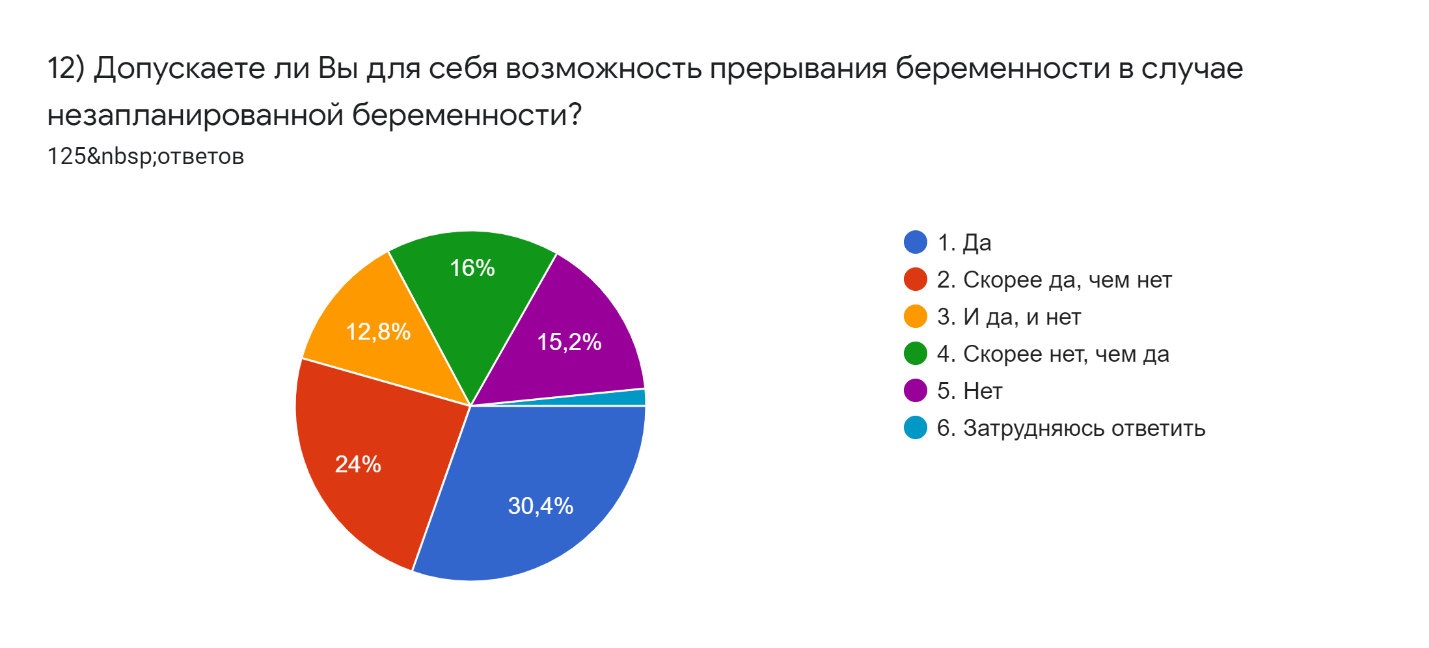 12) Допускаете ли Вы для себя возможность прерывания беременности в случае
незапланированной беременности?
125&nbsp;ответов
16%
12,8%
15,2%
24%
30,4%
1. Да
2. Скорее да, чем нет
3. И да, и нет
4. Скорее нет, чем да
5. Нет
6. Затрудняюсь ответить